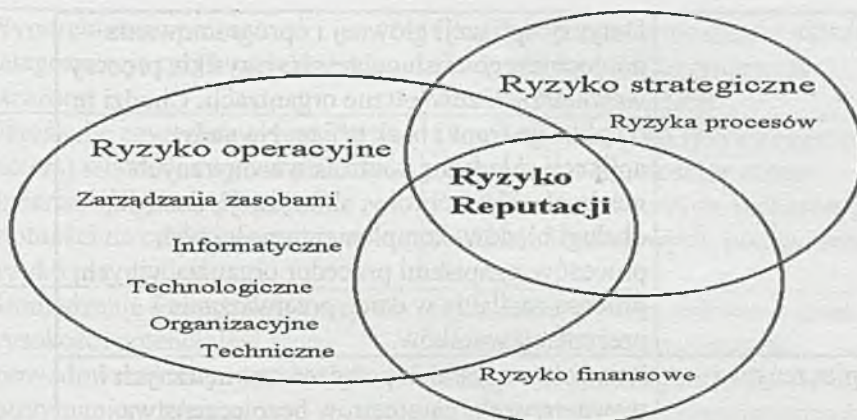 Ryzyko strategiczne
Ryzyka procesów
Ryzyko operacyjne
Ryzyko
Reputacji
Zarządzania zasobami
Informatyczne
Technologiczne
Organizacyjne
Techniczne
Ryzyko finansowe